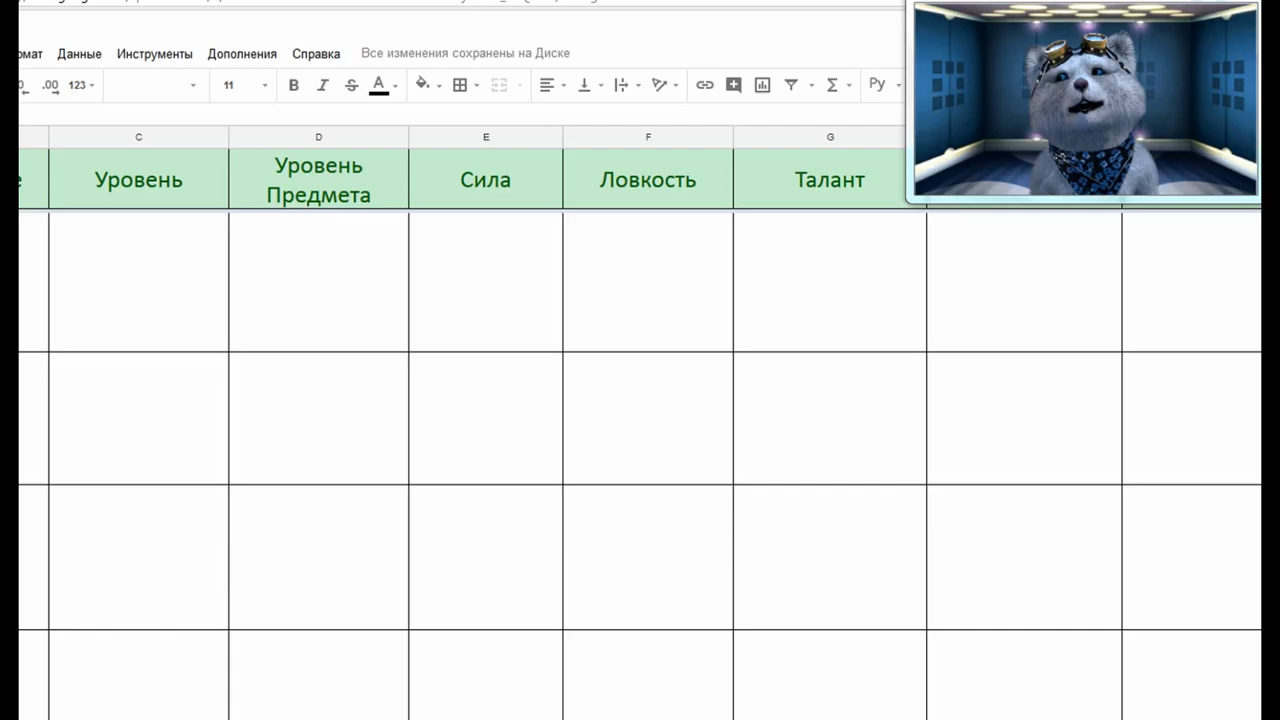 Данные Инструменты Дополнения Справка Все изменения сохранены на Диске
.00 123 11 B I S A Σ Ру
C D E F G
Уровень
Уровень
Предмета
Сила
Ловкость
Талант